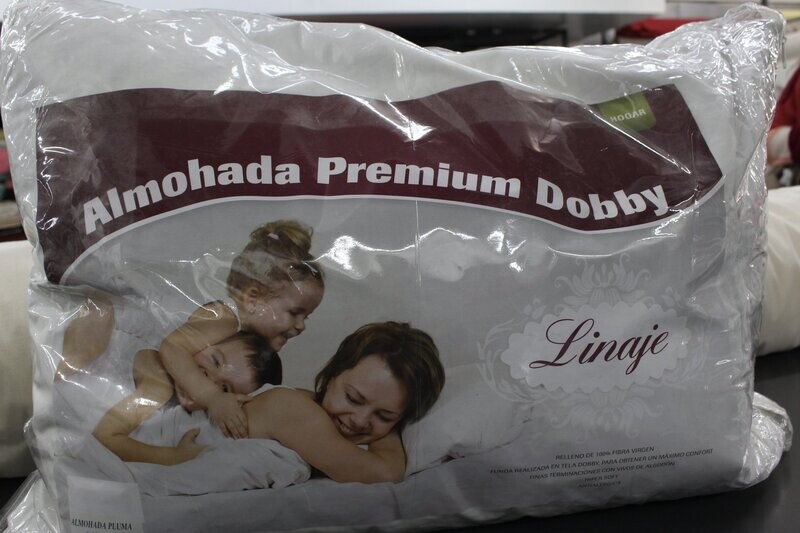 HOGAR
Almohada Premium Dobby
Linaje
RELLENO DE 100% FIBRA VIRGEN
FUNDA REALIZADA EN TELA DOBBY, PARA OBTENER UN MÁXIMO CONFORT
FINAS TERMINACIONES CON VIVOS DE ALGODÓN
ALMOHADA PLUMA